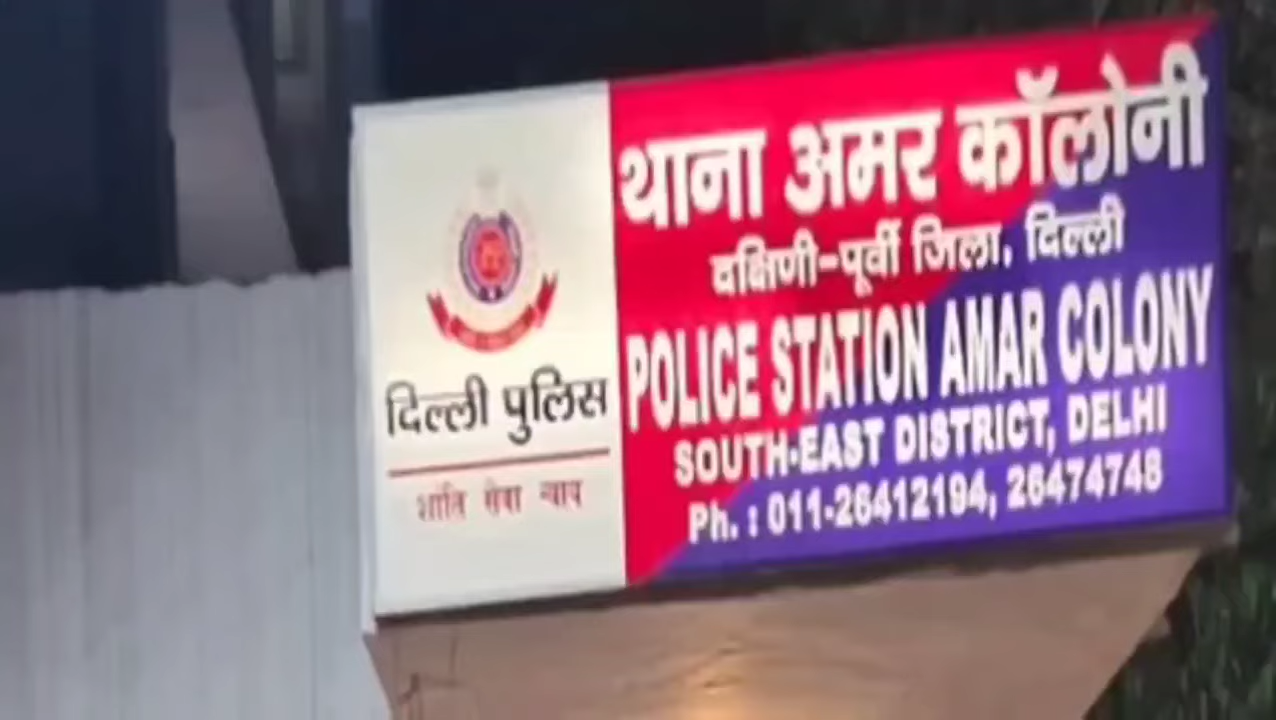 दिल्ली पुलिस
शांति सेवा न्याय
थाना अमर कॉलोनी
दक्षिणी-पूर्वी जिला, दिल्ली
POLICE STATION AMAR COLONY
SOUTH-EAST DISTRICT, DELHI
Ph. : 011-26412194, 26474748